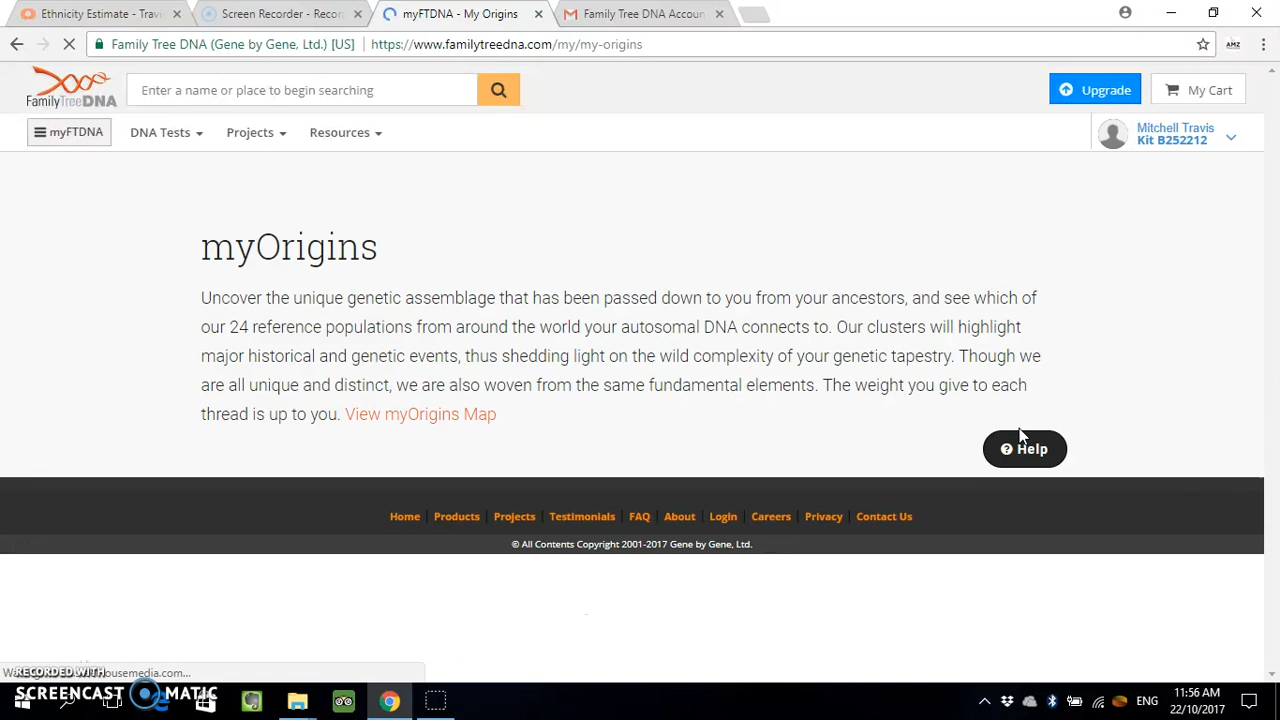 Ethnicity Estimate - Trav
Screen Recorder - Record
myFTDNA - My Origins
Family Tree DNA Accoun
Family Tree DNA (Gene by Gene, Ltd.) [US]
https://www.familytreedna.com/my/my-origins
AMZ
FamilyTreeDNA
Enter a name or place to begin searching
Upgrade
My Cart
myFTDNA
DNA Tests
Projects
Resources
Mitchell Travis
Kit B252212
myOrigins
Uncover the unique genetic assemblage that has been passed down to you from your ancestors, and see which of
our 24 reference populations from around the world your autosomal DNA connects to. Our clusters will highlight
major historical and genetic events, thus shedding light on the wild complexity of your genetic tapestry. Though we
are all unique and distinct, we are also woven from the same fundamental elements. The weight you give to each
thread is up to you. View myOrigins Map
Help
Home | Products | Projects | Testimonials | FAQ | About | Login | Careers | Privacy | Contact Us
© All Contents Copyright 2001-2017 Gene by Gene, Ltd.
RECORDED WITH
SCREENCAST MATIC
ENG
11:56 AM
22/10/2017